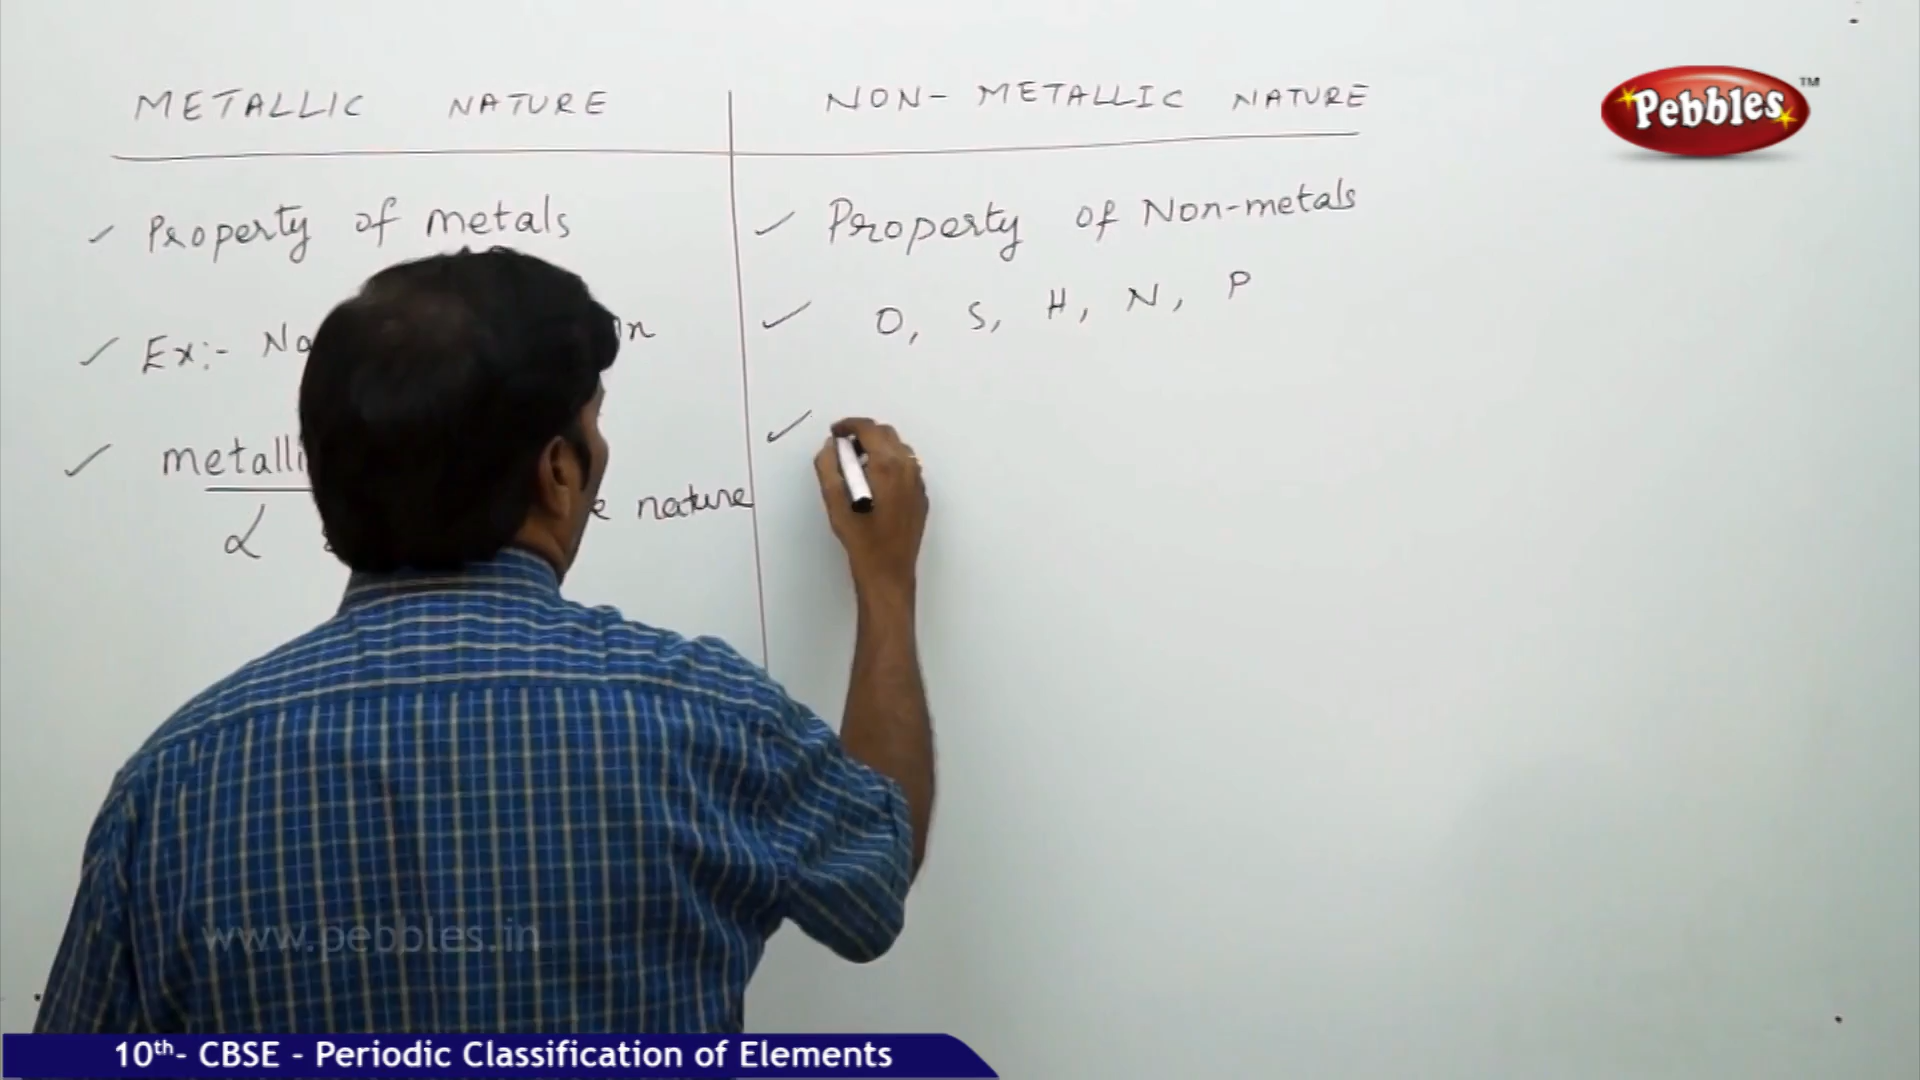 METALLIC NATURE
NON-METALLIC NATURE
Pebbles™
Property of metals
Property of Non-metals
Ex:- Na
O, S, H, N, P
metalli
α nature
www.pebbles.in
10th- CBSE - Periodic Classification of Elements